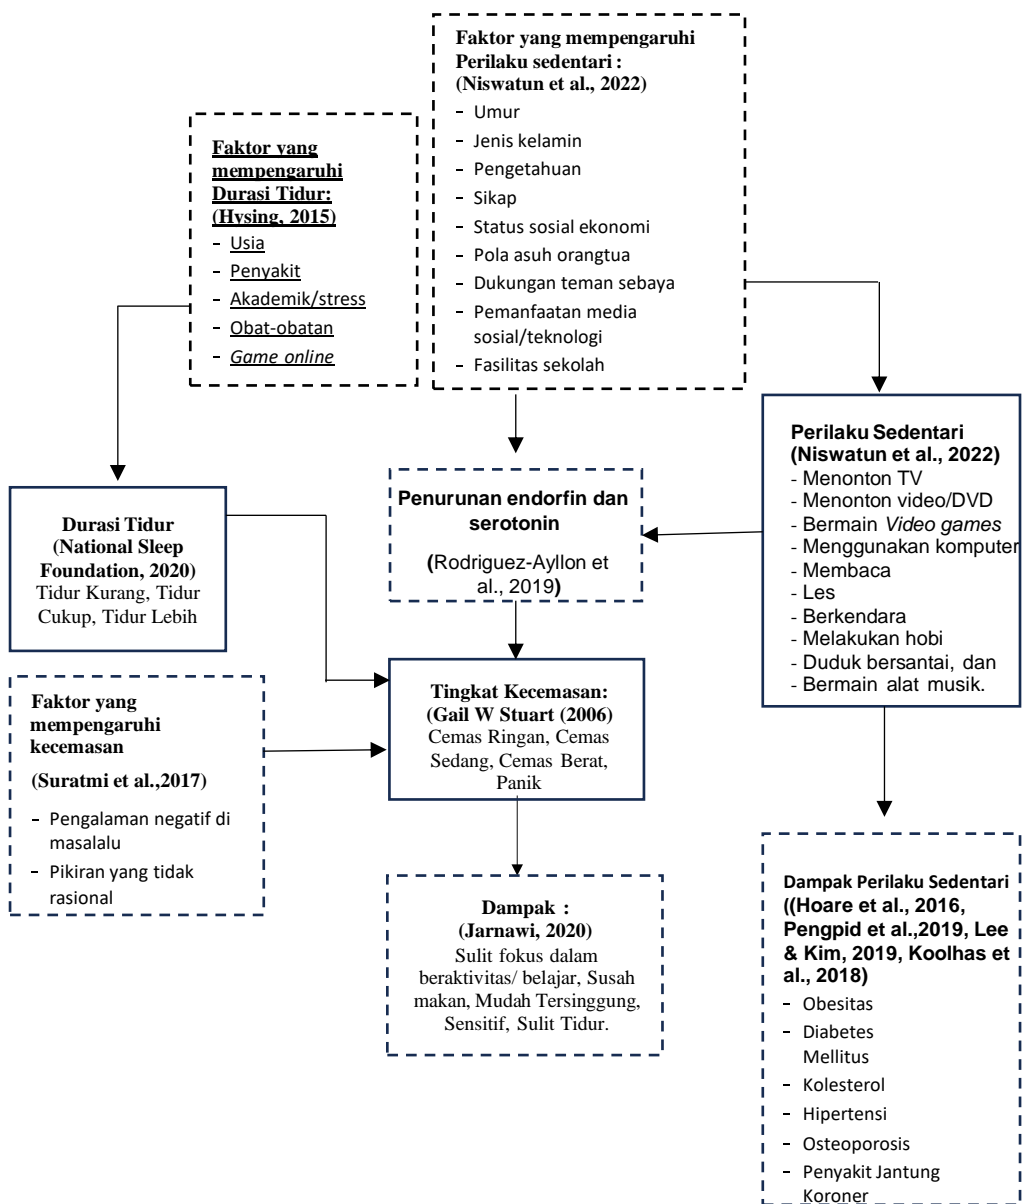 Faktor yang mempengaruhi
Perilaku sedentari :
(Niswatun et al., 2022)
- Umur
- Jenis kelamin
- Pengetahuan
- Sikap
- Status sosial ekonomi
- Pola asuh orangtua
- Dukungan teman sebaya
- Pemanfaatan media
sosial/teknologi
- Fasilitas sekolah
Faktor yang
mempengaruhi
Durasi Tidur:
(Hysing, 2015)
- Usia
- Penyakit
- Akademik/stress
- Obat-obatan
- Game online
Perilaku Sedentari
(Niswatun et al., 2022)
- Menonton TV
- Menonton video/DVD
- Bermain Video games
- Menggunakan komputer
- Membaca
- Les
- Berkendara
- Melakukan hobi
- Duduk bersantai, dan
- Bermain alat musik.
Penurunan endorfin dan
serotonin
(Rodriguez-Ayllon et
al., 2019)
Durasi Tidur
(National Sleep
Foundation, 2020)
Tidur Kurang, Tidur
Cukup, Tidur Lebih
Tingkat Kecemasan:
(Gail W Stuart (2006)
Cemas Ringan, Cemas
Sedang, Cemas Berat,
Panik
Faktor yang
mempengaruhi
kecemasan
(Suratmi et al.,2017)
- Pengalaman negatif di
masalalu
- Pikiran yang tidak
rasional
Dampak :
(Jarnawi, 2020)
Sulit fokus dalam
beraktivitas/ belajar, Susah
makan, Mudah Tersinggung,
Sensitif, Sulit Tidur.
Dampak Perilaku Sedentari
((Hoare et al., 2016,
Pengpid et al.,2019, Lee
& Kim, 2019, Koolhas et
al., 2018)
- Obesitas
- Diabetes
Mellitus
- Kolesterol
- Hipertensi
- Osteoporosis
- Penyakit Jantung
Koroner